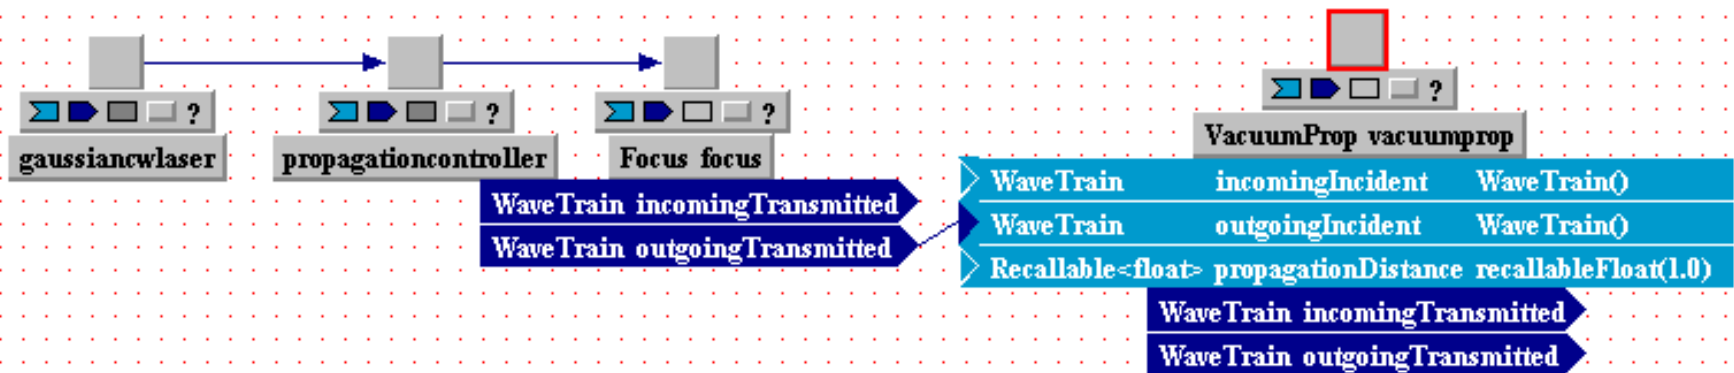 ?
?
?
?
gaussiancwlaser
propagationcontroller
Focus focus
VacuumProp vacuumprop
WaveTrain incomingTransmitted
WaveTrain outgoingTransmitted
WaveTrain incomingIncident WaveTrain()
WaveTrain outgoingIncident WaveTrain()
Recallable<float> propagationDistance recallableFloat(1.0)
WaveTrain incomingTransmitted
WaveTrain outgoingTransmitted